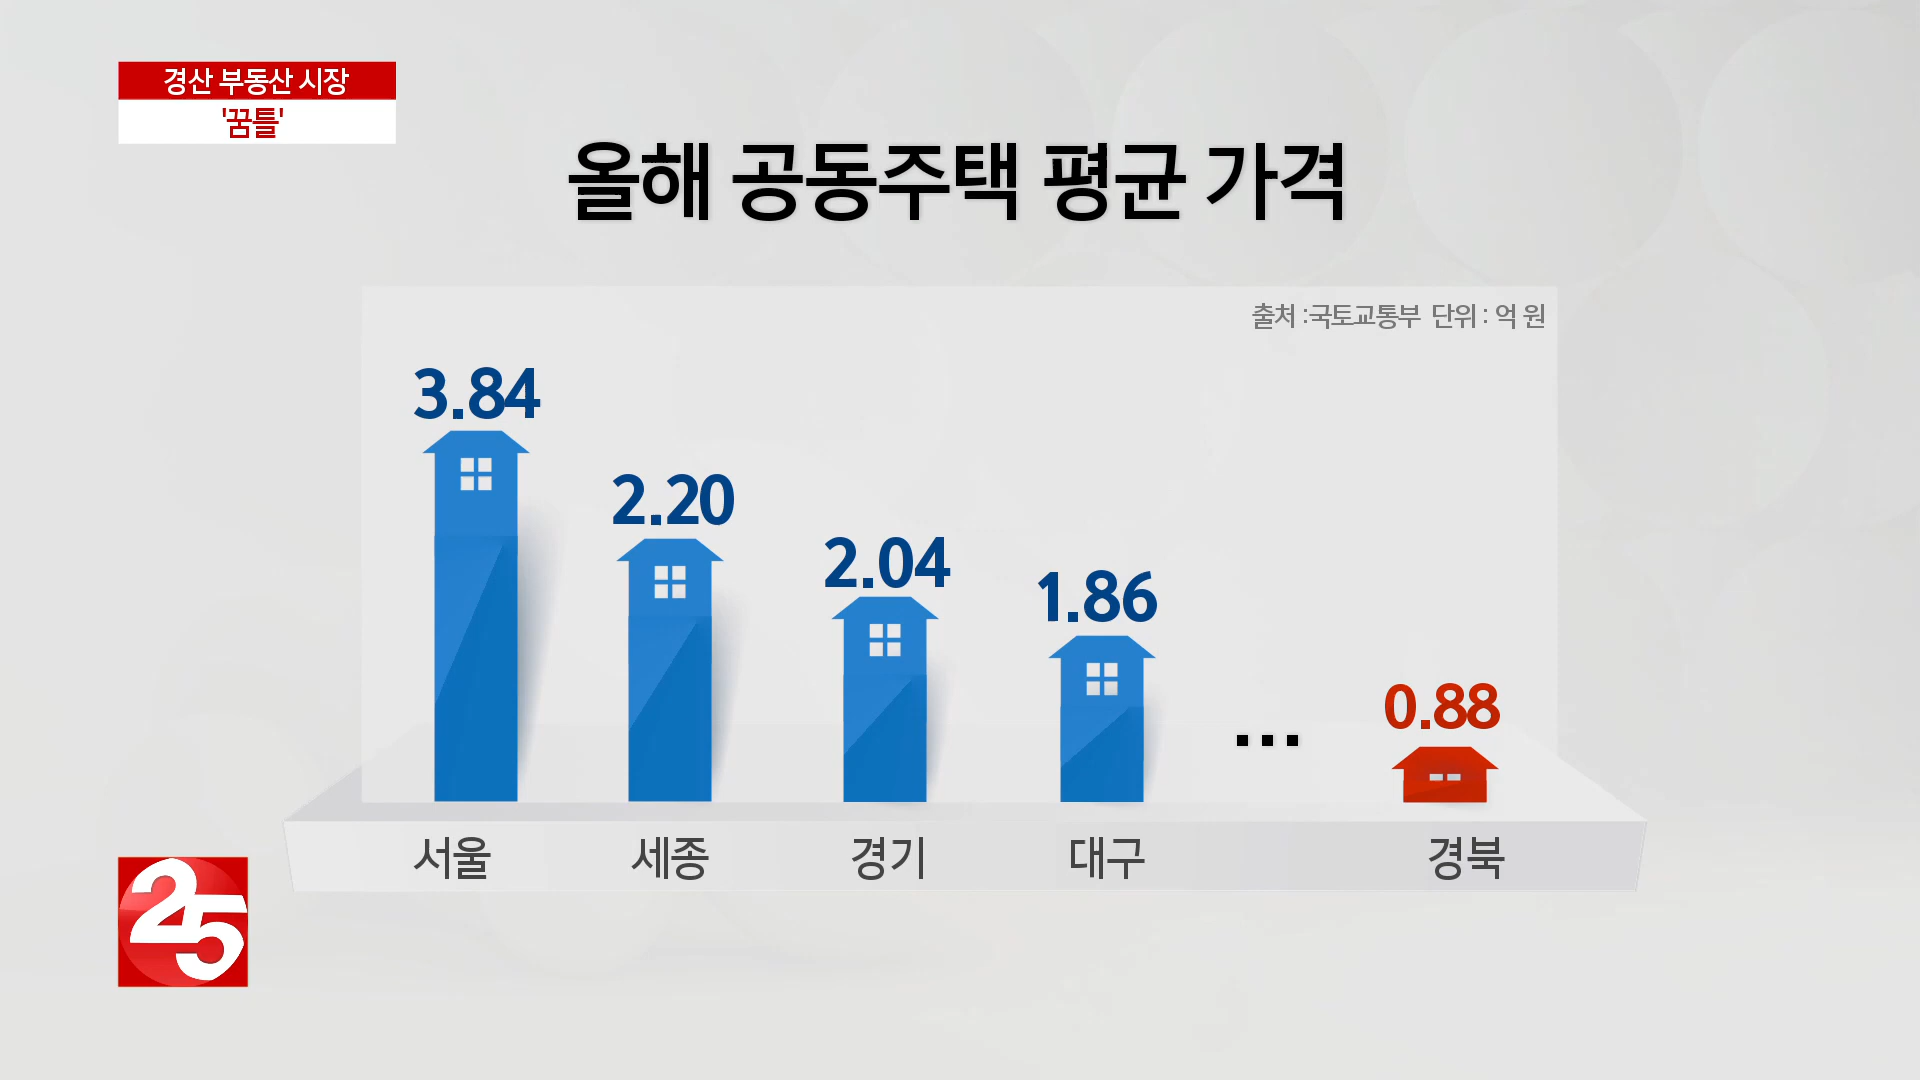 경산 부동산 시장
'꿈틀'
올해 공동주택 평균 가격
출처 :국토교통부 단위 : 억 원
3.84
2.20
2.04
1.86
...
0.88
서울
세종
경기
대구
경북
25